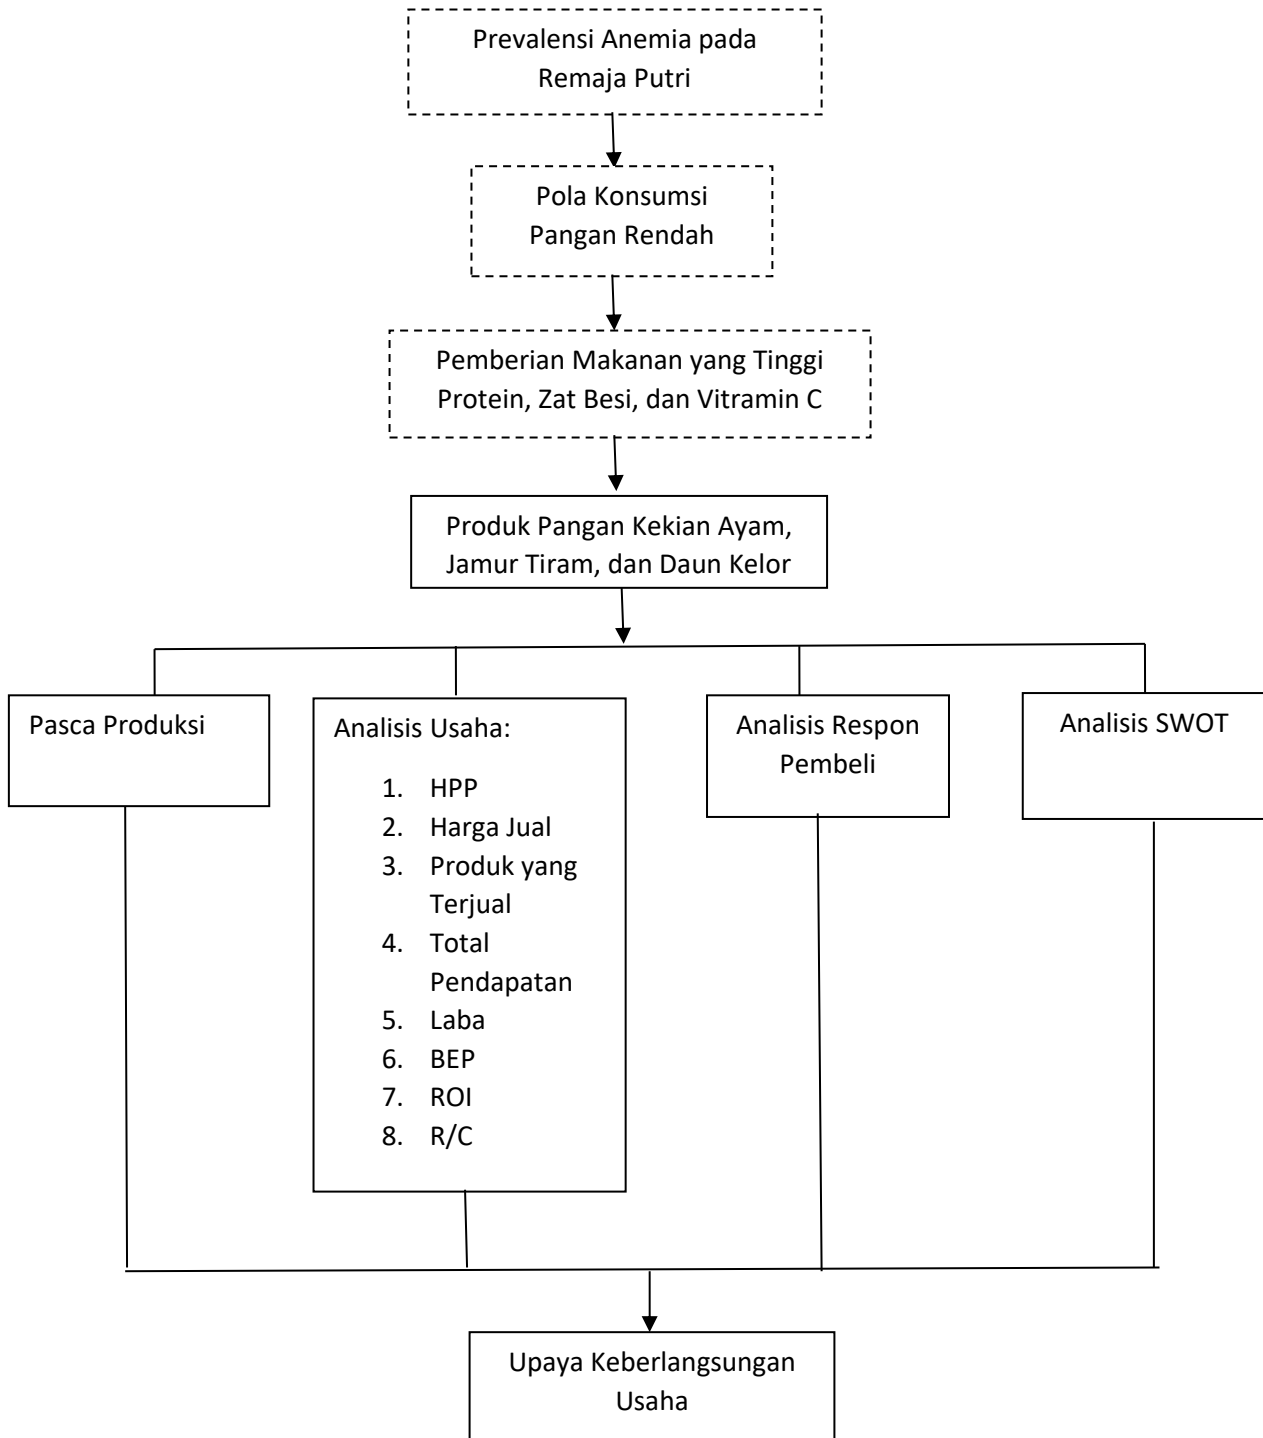 Prevalensi Anemia pada
Remaja Putri
Pola Konsumsi
Pangan Rendah
Pemberian Makanan yang Tinggi
Protein, Zat Besi, dan Vitramin C
Produk Pangan Kekian Ayam,
Jamur Tiram, dan Daun Kelor
Pasca Produksi
Analisis Usaha:
1. HPP
2. Harga Jual
3. Produk yang
Terjual
4. Total
Pendapatan
5. Laba
6. BEP
7. ROI
8. R/C
Analisis Respon
Pembeli
Analisis SWOT
Upaya Keberlangsungan
Usaha